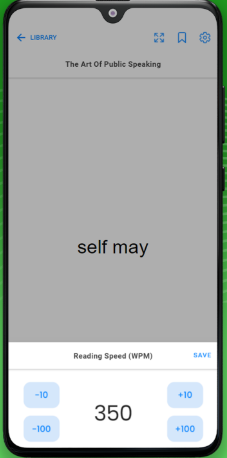 LIBRARY
The Art Of Public Speaking
self may
Reading Speed (WPM)
SAVE
-10
350
+10
-100
+100